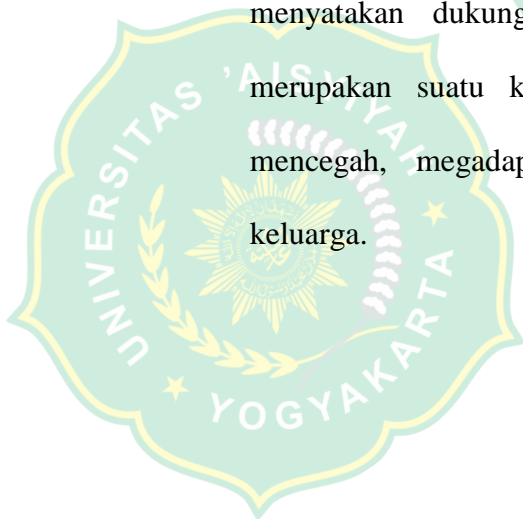 menyatakan dukung
merupakan suatu k
mencegah, megadap
keluarga.
UNIVERSITAS 'AISYIYAH
YOGYAKARTA